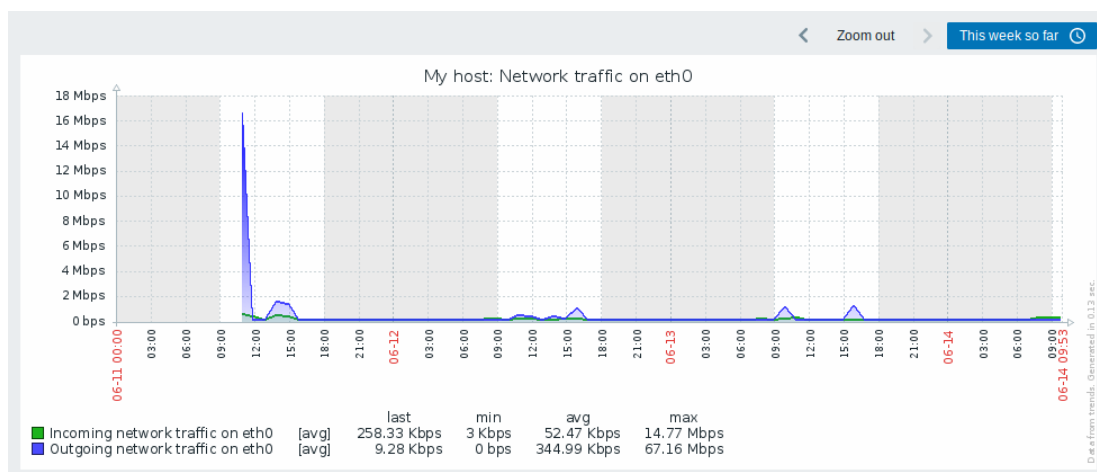 Zoom out This week so far
My host: Network traffic on eth0
18 Mbps
16 Mbps
14 Mbps
12 Mbps
10 Mbps
8 Mbps
6 Mbps
4 Mbps
2 Mbps
0 bps
06-11 00:00 03:00 06:00 09:00 12:00 15:00 18:00 21:00 06-12 03:00 06:00 09:00 12:00 15:00 18:00 21:00 06-13 03:00 06:00 09:00 12:00 15:00 18:00 21:00 06-14 03:00 06:00 09:00 06-14 09:53
last min avg max
Incoming network traffic on eth0 [avg] 258.33 Kbps 3 Kbps 52.47 Kbps 14.77 Mbps
Outgoing network traffic on eth0 [avg] 9.28 Kbps 0 bps 344.99 Kbps 67.16 Mbps
Data from trends. Generated in 0.13 sec.